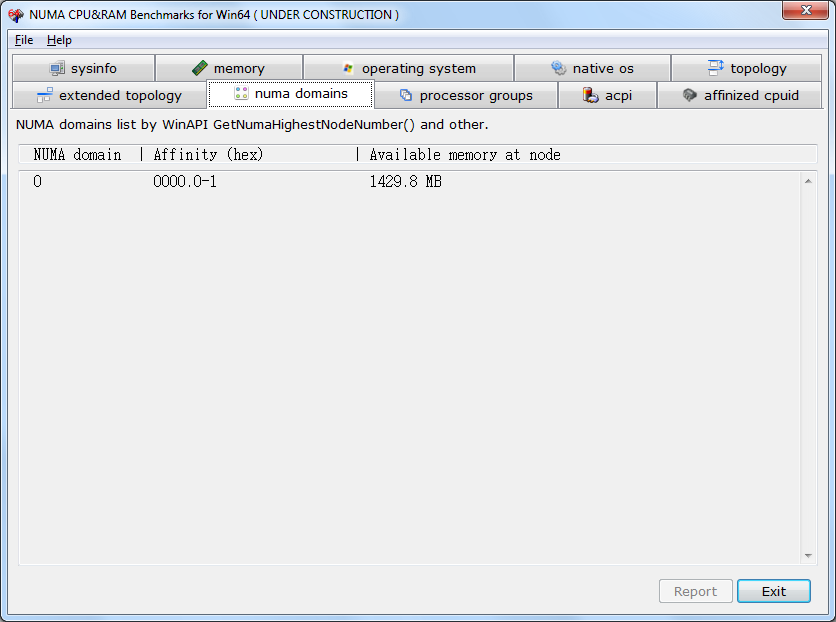 NUMA CPU&RAM Benchmarks for Win64 ( UNDER CONSTRUCTION )
File Help
sysinfo memory operating system native os topology
extended topology numa domains processor groups acpi affinized cpuid
NUMA domains list by WinAPI GetNumaHighestNodeNumber() and other.
NUMA domain | Affinity (hex) | Available memory at node
0 0000.0-1 1429.8 MB
Report Exit